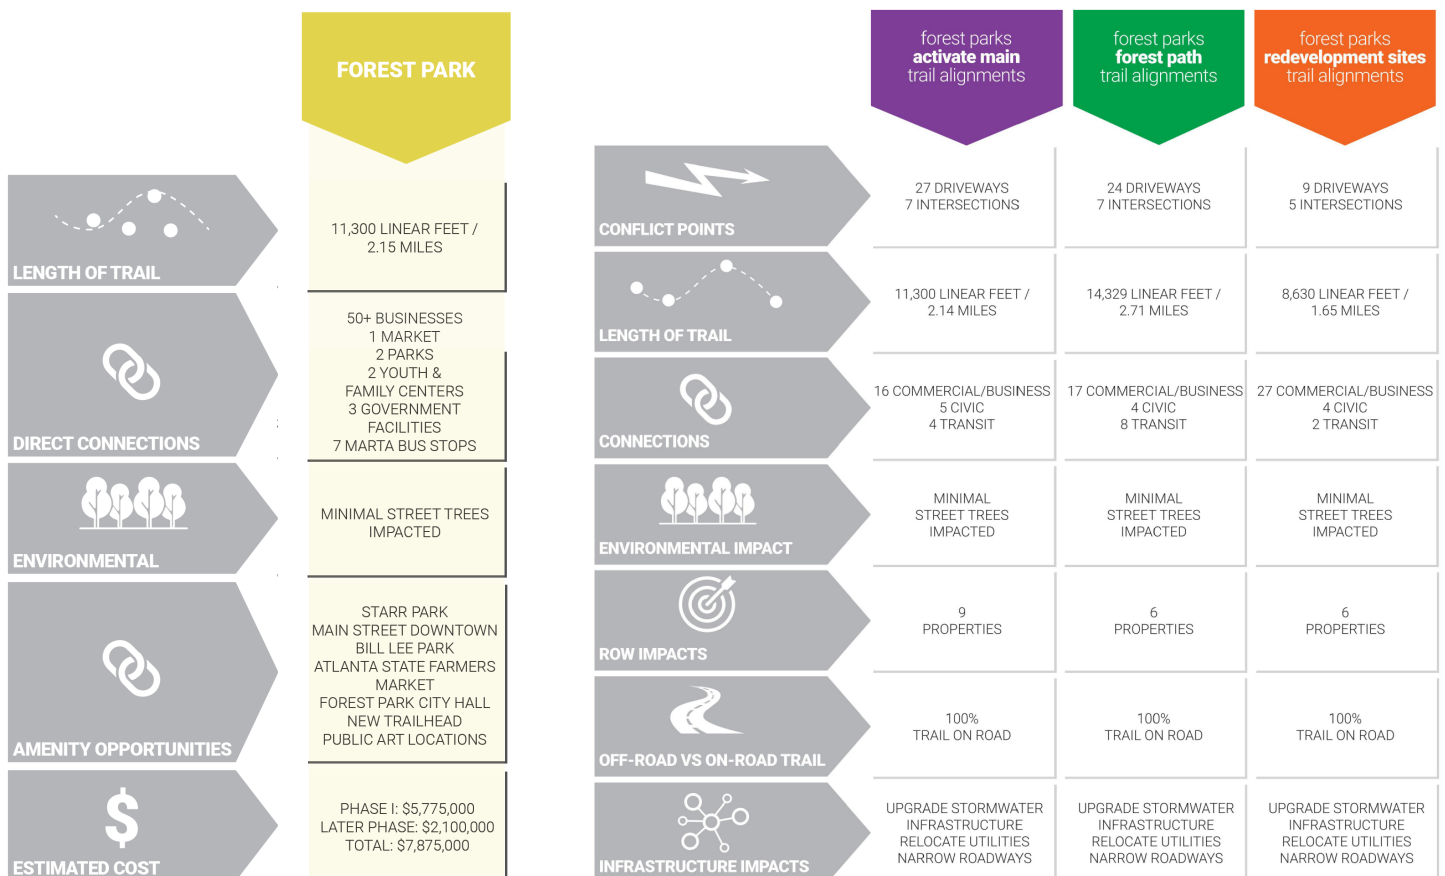 FOREST PARK
LENGTH OF TRAIL
11,300 LINEAR FEET /
2.15 MILES
DIRECT CONNECTIONS
50+ BUSINESSES
1 MARKET
2 PARKS
2 YOUTH &
FAMILY CENTERS
3 GOVERNMENT
FACILITIES
7 MARTA BUS STOPS
ENVIRONMENTAL
MINIMAL STREET TREES
IMPACTED
AMENITY OPPORTUNITIES
STARR PARK
MAIN STREET DOWNTOWN
BILL LEE PARK
ATLANTA STATE FARMERS
MARKET
FOREST PARK CITY HALL
NEW TRAILHEAD
PUBLIC ART LOCATIONS
$
ESTIMATED COST
PHASE I: $5,775,000
LATER PHASE: $2,100,000
TOTAL: $7,875,000
forest parks
activate main
trail alignments
forest parks
forest path
trail alignments
forest parks
redevelopment sites
trail alignments
CONFLICT POINTS
27 DRIVEWAYS
7 INTERSECTIONS
24 DRIVEWAYS
7 INTERSECTIONS
9 DRIVEWAYS
5 INTERSECTIONS
LENGTH OF TRAIL
11,300 LINEAR FEET /
2.14 MILES
14,329 LINEAR FEET /
2.71 MILES
8,630 LINEAR FEET /
1.65 MILES
CONNECTIONS
16 COMMERCIAL/BUSINESS
5 CIVIC
4 TRANSIT
17 COMMERCIAL/BUSINESS
4 CIVIC
8 TRANSIT
27 COMMERCIAL/BUSINESS
4 CIVIC
2 TRANSIT
ENVIRONMENTAL IMPACT
MINIMAL
STREET TREES
IMPACTED
MINIMAL
STREET TREES
IMPACTED
MINIMAL
STREET TREES
IMPACTED
ROW IMPACTS
9
PROPERTIES
6
PROPERTIES
6
PROPERTIES
OFF-ROAD VS ON-ROAD TRAIL
100%
TRAIL ON ROAD
100%
TRAIL ON ROAD
100%
TRAIL ON ROAD
INFRASTRUCTURE IMPACTS
UPGRADE STORMWATER
INFRASTRUCTURE
RELOCATE UTILITIES
NARROW ROADWAYS
UPGRADE STORMWATER
INFRASTRUCTURE
RELOCATE UTILITIES
NARROW ROADWAYS
UPGRADE STORMWATER
INFRASTRUCTURE
RELOCATE UTILITIES
NARROW ROADWAYS